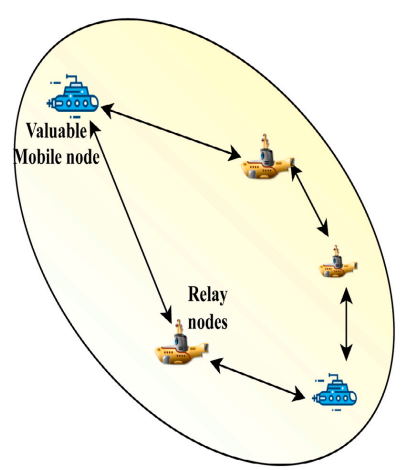 Valuable
Mobile node
Relay
nodes